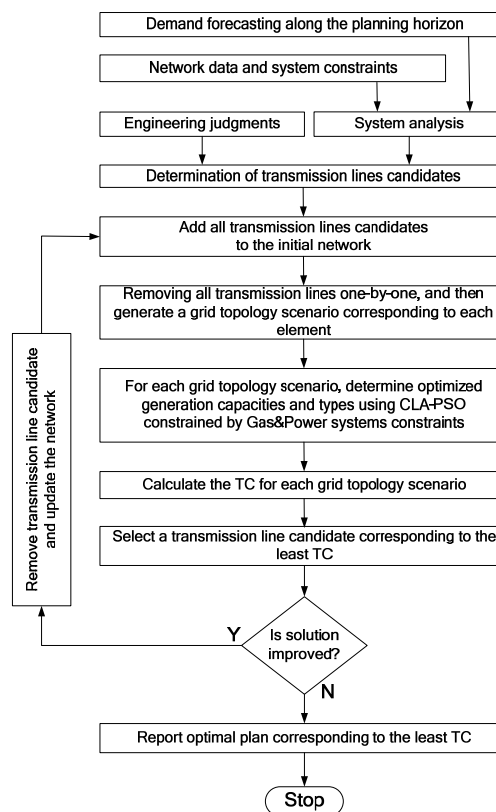 Demand forecasting along the planning horizon
Network data and system constraints
Engineering judgments
System analysis
Determination of transmission lines candidates
Add all transmission lines candidates
to the initial network
Removing all transmission lines one-by-one, and then
generate a grid topology scenario corresponding to each
element
For each grid topology scenario, determine optimized
generation capacities and types using CLA-PSO
constrained by Gas&Power systems constraints
Calculate the TC for each grid topology scenario
Select a transmission line candidate corresponding to the
least TC
Remove transmission line candidate
and update the network
Y
Is solution
improved?
N
Report optimal plan corresponding to the least TC
Stop